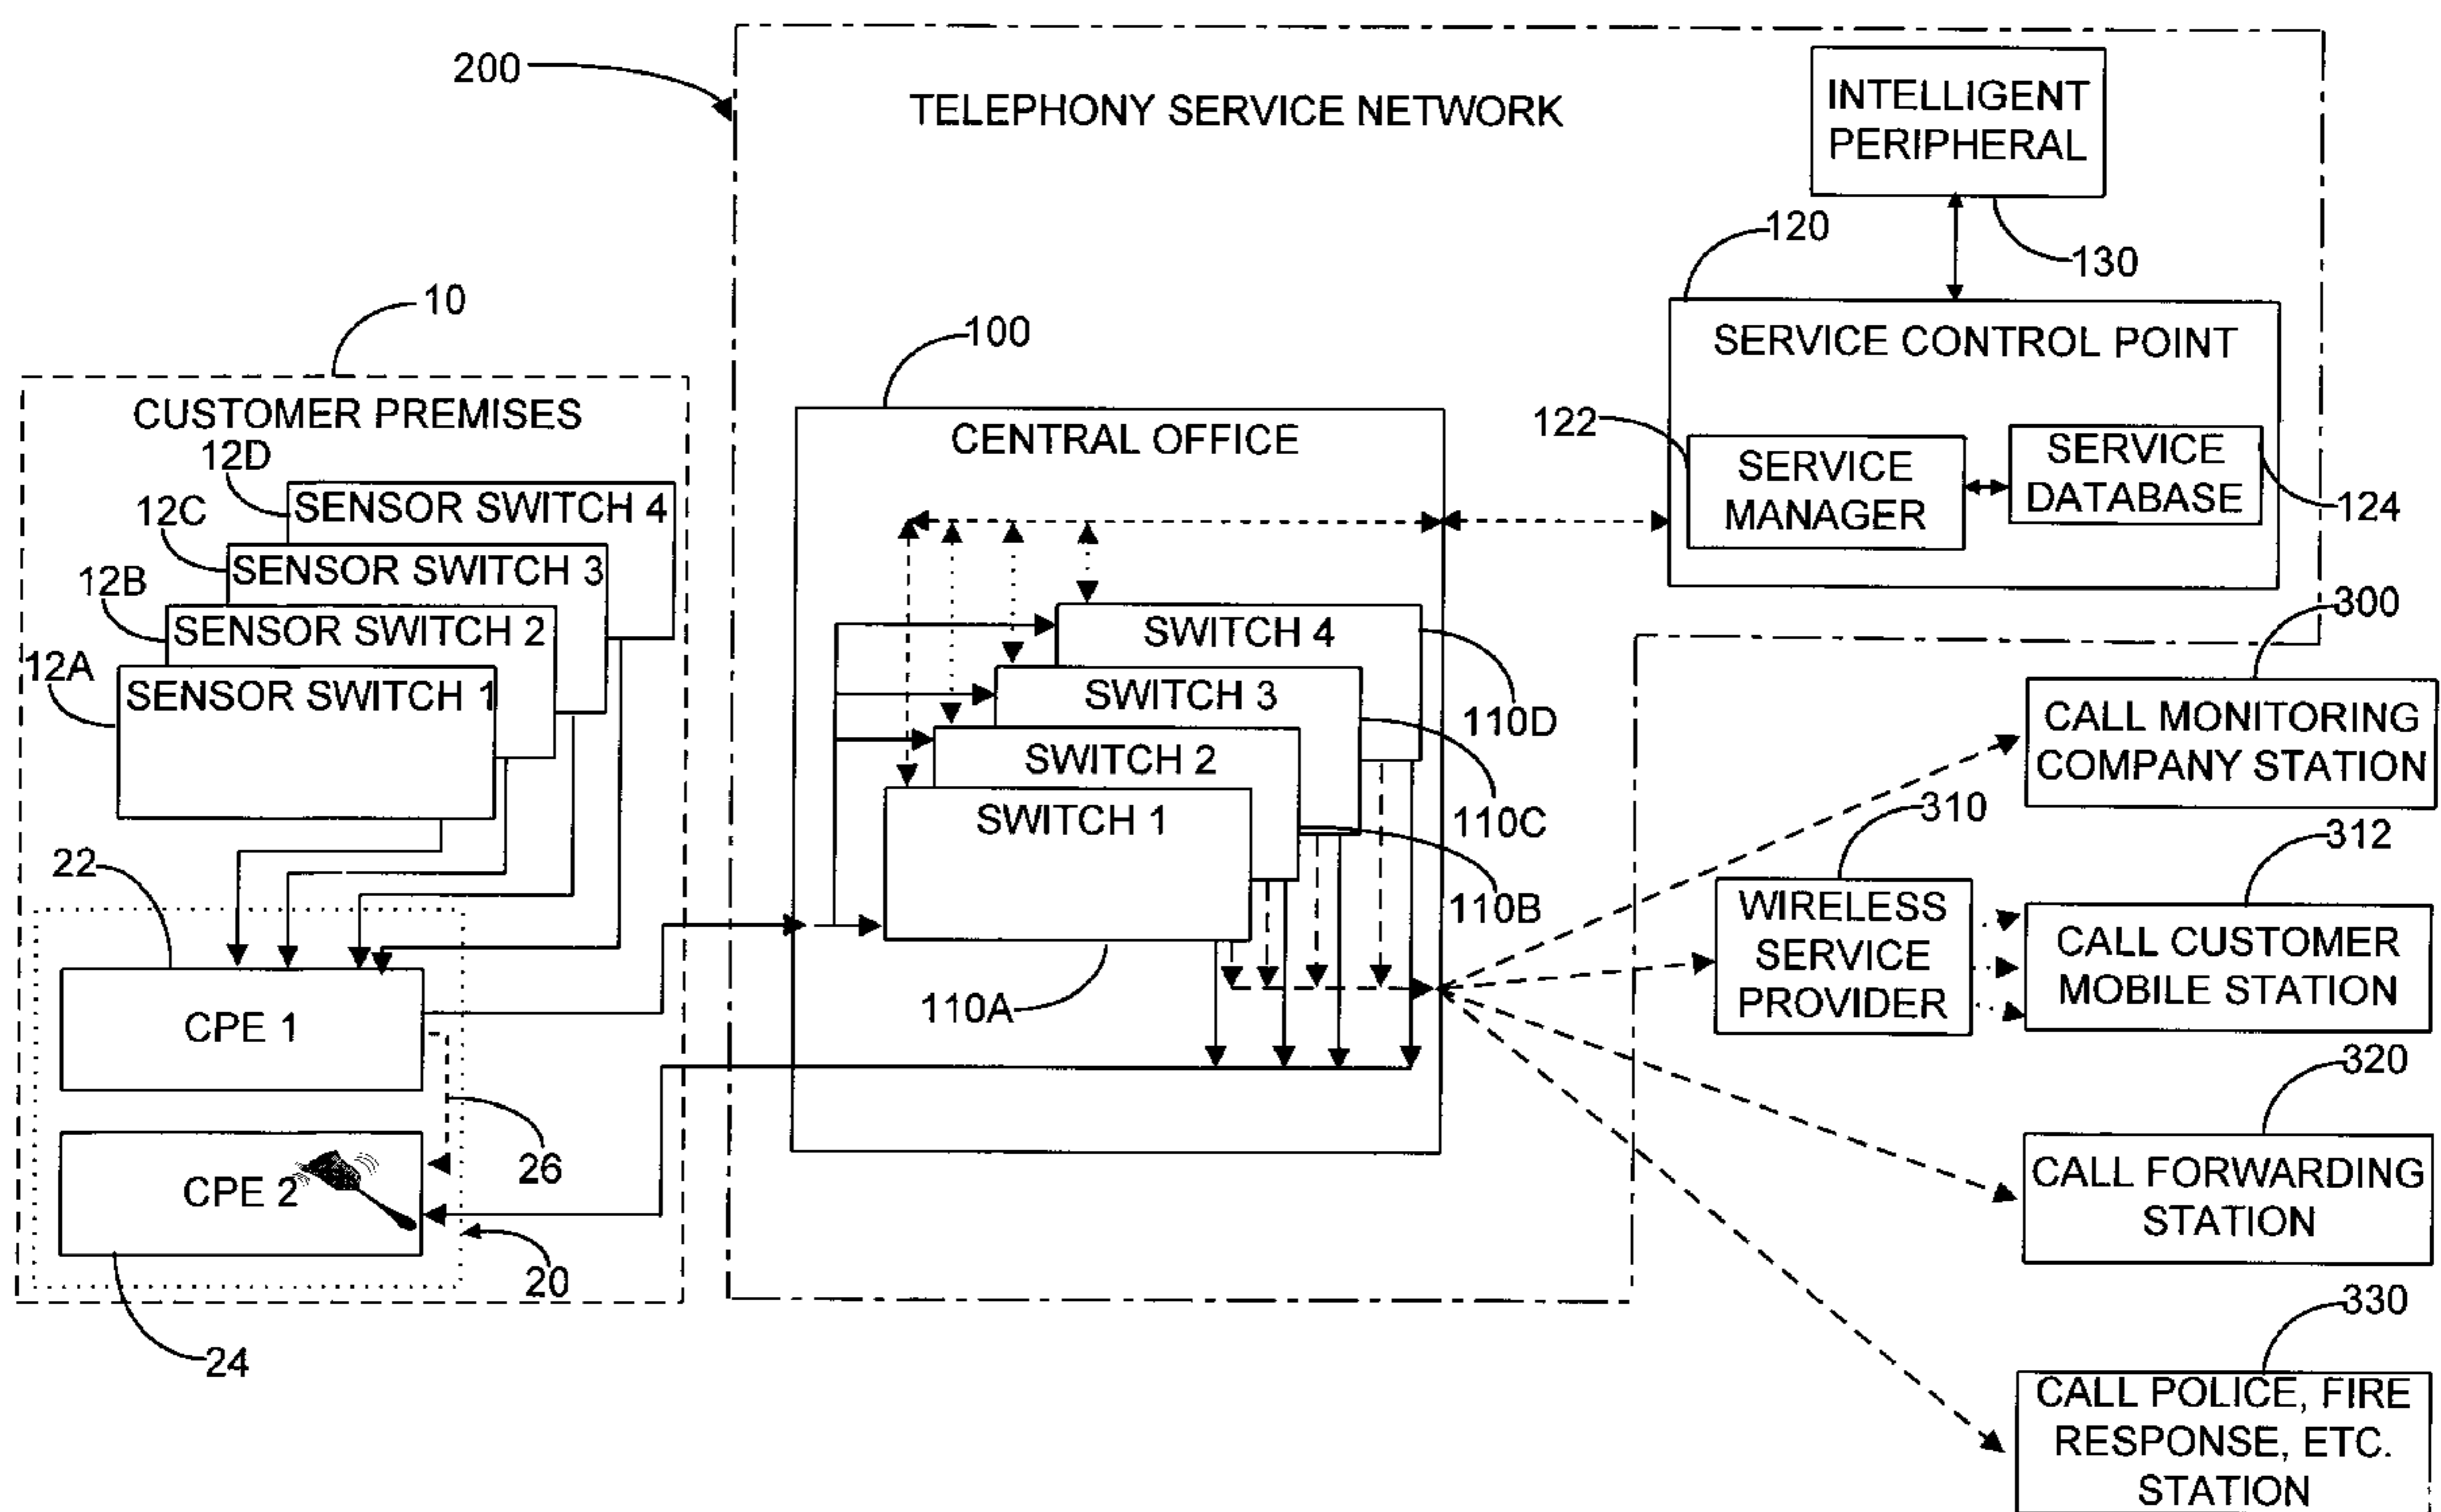 200
TELEPHONY SERVICE NETWORK
INTELLIGENT
PERIPHERAL
130
120
SERVICE CONTROL POINT
122
SERVICE
MANAGER
SERVICE
DATABASE
124
10
CUSTOMER PREMISES
12D
SENSOR SWITCH 4
12C
SENSOR SWITCH 3
12B
SENSOR SWITCH 2
12A
SENSOR SWITCH 1
22
CPE 1
26
CPE 2
20
24
100
CENTRAL OFFICE
SWITCH 4
110D
SWITCH 3
110C
SWITCH 2
110B
SWITCH 1
110A
300
CALL MONITORING
COMPANY STATION
310
WIRELESS
SERVICE
PROVIDER
312
CALL CUSTOMER
MOBILE STATION
320
CALL FORWARDING
STATION
330
CALL POLICE, FIRE
RESPONSE, ETC.
STATION